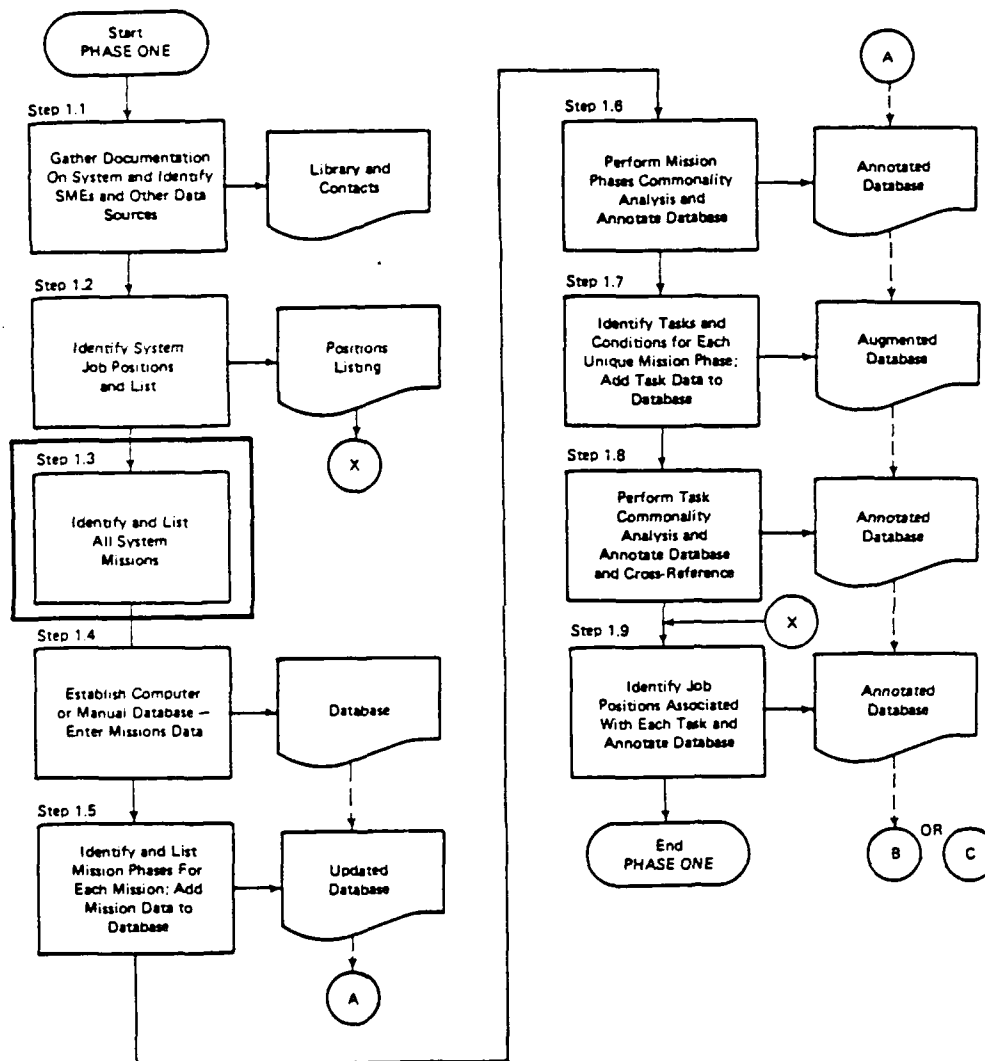 Start
PHASE ONE
Step 1.1
Gather Documentation
On System and Identify
SMEs and Other Data
Sources
Library and
Contacts
Step 1.2
Identify System
Job Positions
and List
Positions
Listing
X
Step 1.3
Identify and List
All System
Missions
Step 1.4
Establish Computer
or Manual Database —
Enter Missions Data
Database
Step 1.5
Identify and List
Mission Phases For
Each Mission; Add
Mission Data to
Database
Updated
Database
A
A
Step 1.6
Perform Mission
Phases Commonality
Analysis and
Annotate Database
Annotated
Database
Step 1.7
Identify Tasks and
Conditions for Each
Unique Mission Phase;
Add Task Data to
Database
Augmented
Database
Step 1.8
Perform Task
Commonality
Analysis and
Annotate Database
and Cross-Reference
Annotated
Database
X
Step 1.9
Identify Job
Positions Associated
With Each Task and
Annotate Database
Annotated
Database
End
PHASE ONE
B
OR
C